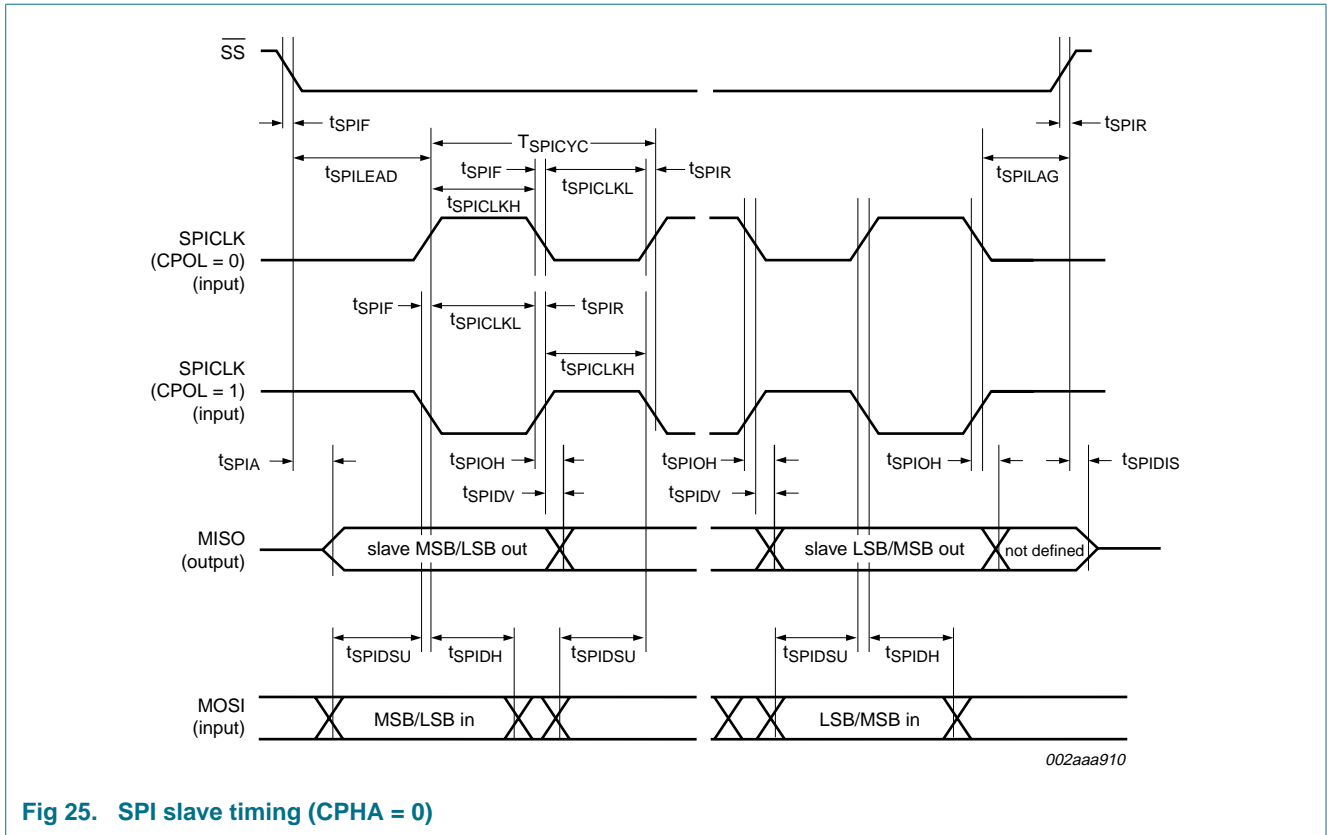 SS
tSPIF
tSPIR
TSPICYC
tSPILEAD
tSPIF
tSPICLKL
tSPIR
tSPILAG
tSPICLKH
SPICLK
(CPOL = 0)
(input)
tSPIF
tSPICLKL
tSPIR
tSPICLKH
SPICLK
(CPOL = 1)
(input)
tSPIA
tSPIOH
tSPIOH
tSPIOH
tSPIDIS
tSPIDV
tSPIDV
MISO
(output)
slave MSB/LSB out
slave LSB/MSB out
not defined
tSPIDSU
tSPIDH
tSPIDSU
tSPIDSU
tSPIDH
MOSI
(input)
MSB/LSB in
LSB/MSB in
002aaa910
Fig 25. SPI slave timing (CPHA = 0)